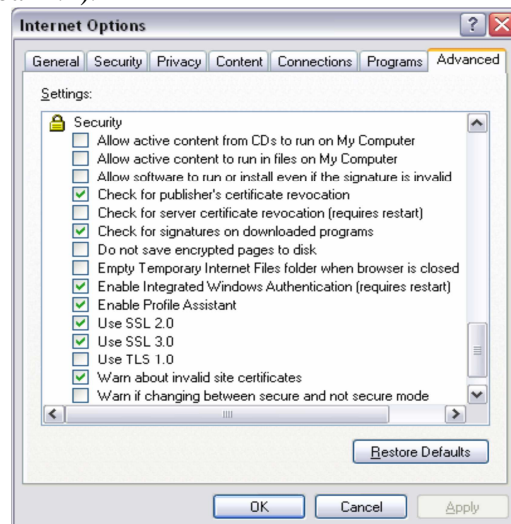 Internet Options
General Security Privacy Content Connections Programs Advanced
Settings:
Security
Allow active content from CDs to run on My Computer
Allow active content to run in files on My Computer
Allow software to run or install even if the signature is invalid
Check for publisher's certificate revocation
Check for server certificate revocation (requires restart)
Check for signatures on downloaded programs
Do not save encrypted pages to disk
Empty Temporary Internet Files folder when browser is closed
Enable Integrated Windows Authentication (requires restart)
Enable Profile Assistant
Use SSL 2.0
Use SSL 3.0
Use TLS 1.0
Warn about invalid site certificates
Warn if changing between secure and not secure mode
Restore Defaults
OK Cancel Apply